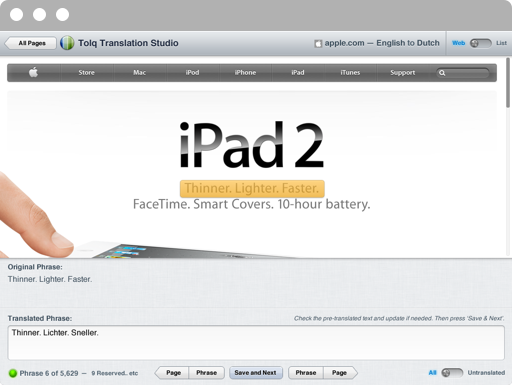 All Pages
Tolq Translation Studio
apple.com — English to Dutch
Web
List
Store
Mac
iPod
iPhone
iPad
iTunes
Support
iPad 2
Thinner. Lighter. Faster.
FaceTime. Smart Covers. 10-hour battery.
Original Phrase:
Thinner. Lighter. Faster.
Translated Phrase:
Check the pre-translated text and update if needed. Then press 'Save & Next'.
Thinner. Lichter. Sneller.
Phrase 6 of 5,629 — 9 Reserved.. etc
Page
Phrase
Save and Next
Phrase
Page
All
Untranslated